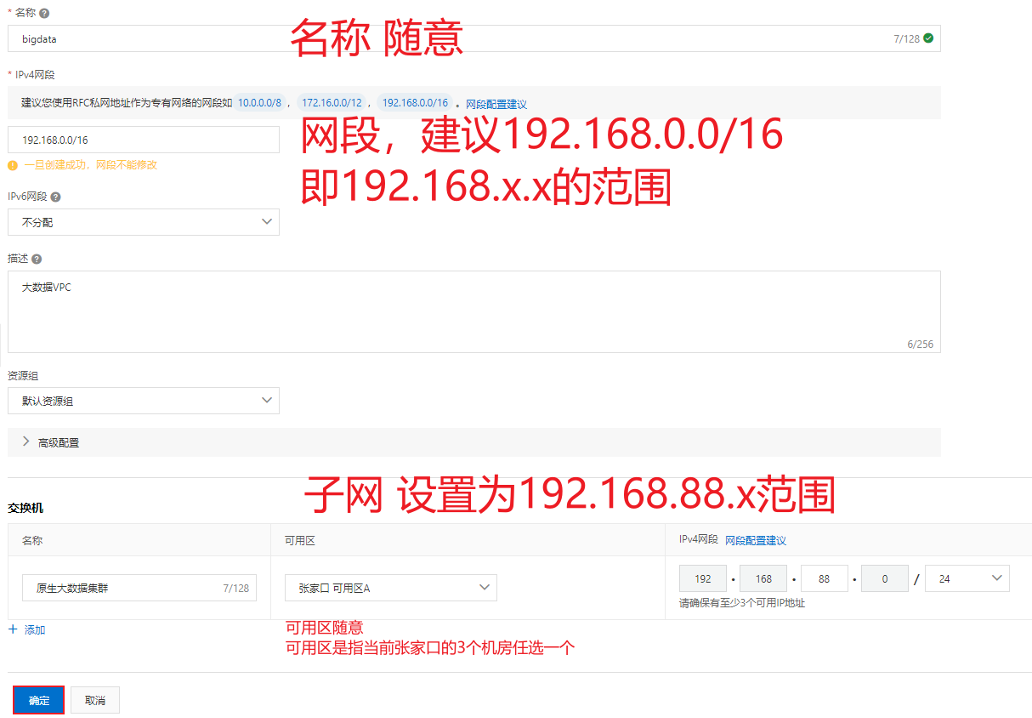 * 名称
bigdata
7/128
名称 随意
* IPv4网段
建议您使用RFC私网地址作为专有网络的网段如 10.0.0.0/8 ， 172.16.0.0/12 ， 192.168.0.0/16 。 网段配置建议
192.168.0.0/16
网段，建议192.168.0.0/16
即192.168.x.x的范围
一旦创建成功，网段不能修改
IPv6网段
不分配
描述
大数据VPC
6/256
资源组
默认资源组
高级配置
子网 设置为192.168.88.x范围
交换机
名称
可用区
IPv4网段 网段配置建议
原生大数据集群 7/128
张家口 可用区A
192 • 168 • 88 • 0 / 24
请确保有至少3个可用IP地址
+ 添加
可用区随意
可用区是指当前张家口的3个机房任选一个
确定
取消